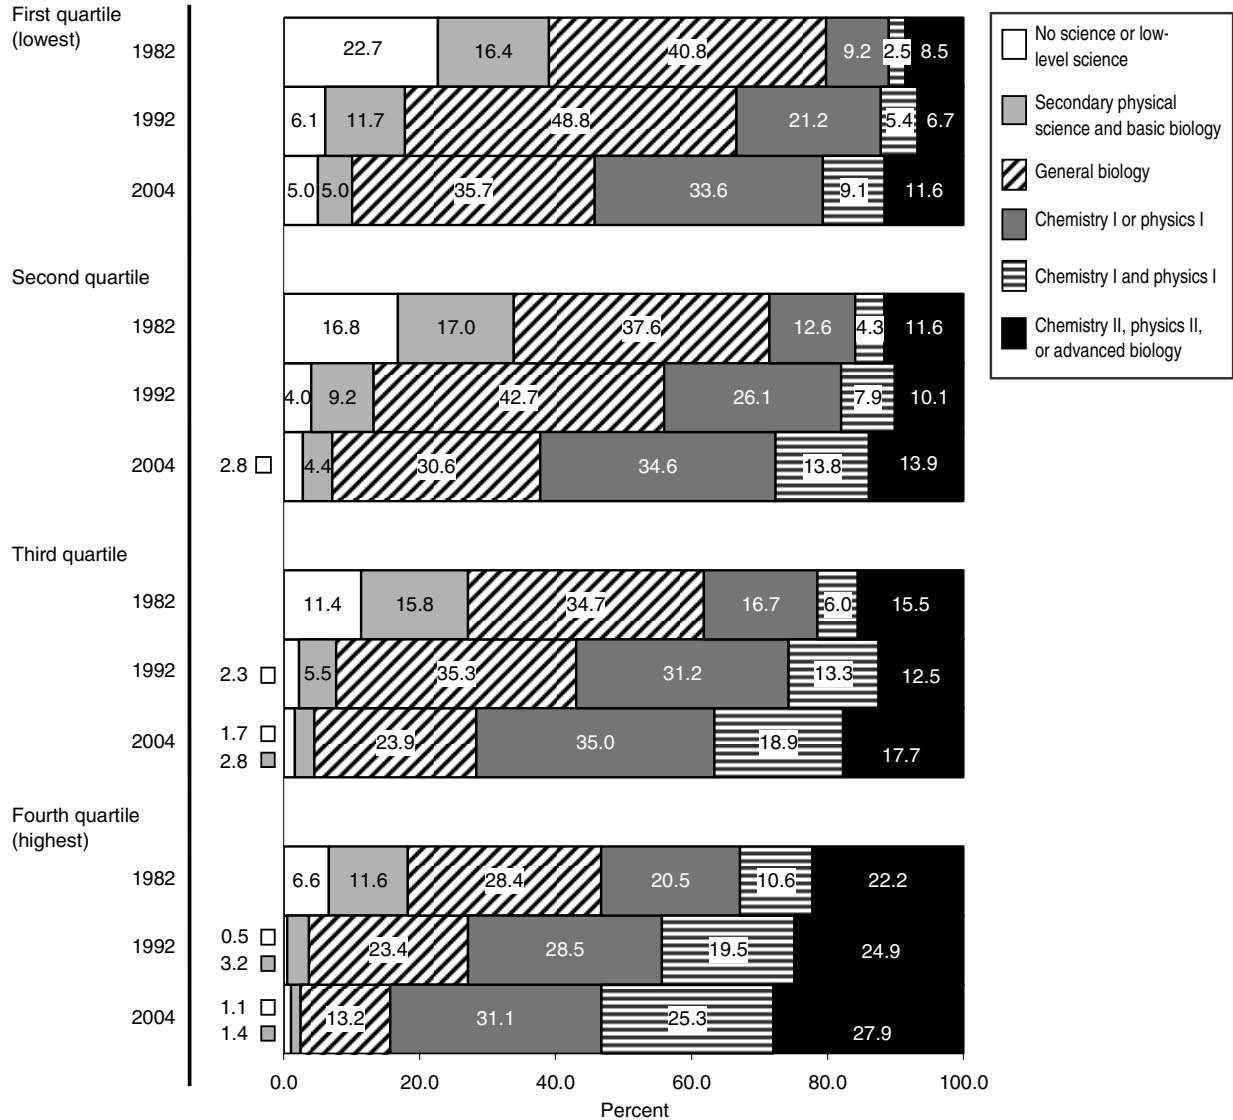 First quartile
(lowest)
1982
22.7 16.4 40.8 9.2 2.5 8.5
1992
6.1 11.7 48.8 21.2 5.4 6.7
2004
5.0 5.0 35.7 33.6 9.1 11.6
Second quartile
1982
16.8 17.0 37.6 12.6 4.3 11.6
1992
4.0 9.2 42.7 26.1 7.9 10.1
2004
2.8 4.4 30.6 34.6 13.8 13.9
Third quartile
1982
11.4 15.8 34.7 16.7 6.0 15.5
1992
2.3 5.5 35.3 31.2 13.3 12.5
2004
1.7
2.8
23.9 35.0 18.9 17.7
Fourth quartile
(highest)
1982
6.6 11.6 28.4 20.5 10.6 22.2
1992
0.5
3.2
23.4 28.5 19.5 24.9
2004
1.1
1.4
13.2 31.1 25.3 27.9
0.0 20.0 40.0 60.0 80.0 100.0
Percent
No science or low-
level science
Secondary physical
science and basic biology
General biology
Chemistry I or physics I
Chemistry I and physics I
Chemistry II, physics II,
or advanced biology